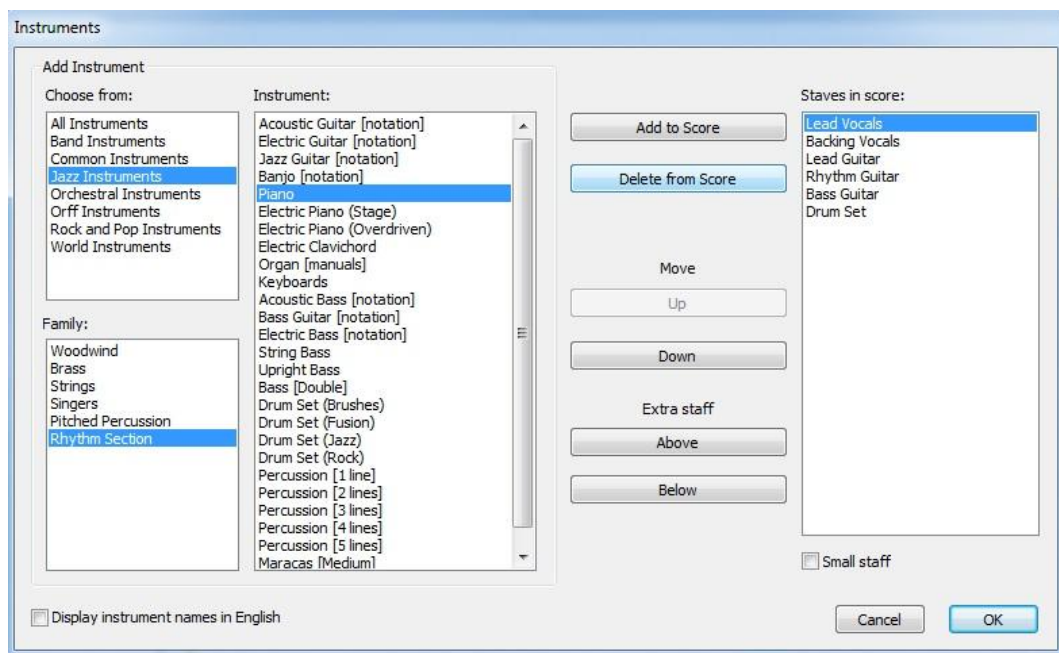 Instruments
Add Instrument
Choose from:
All Instruments
Band Instruments
Common Instruments
Jazz Instruments
Orchestral Instruments
Orff Instruments
Rock and Pop Instruments
World Instruments
Family:
Woodwind
Brass
Strings
Singers
Pitched Percussion
Rhythm Section
Instrument:
Acoustic Guitar [notation]
Electric Guitar [notation]
Jazz Guitar [notation]
Banjo [notation]
Piano
Electric Piano (Stage)
Electric Piano (Overdriven)
Electric Clavichord
Organ [manuals]
Keyboards
Acoustic Bass [notation]
Bass Guitar [notation]
Electric Bass [notation]
String Bass
Upright Bass
Bass [Double]
Drum Set (Brushes)
Drum Set (Fusion)
Drum Set (Jazz)
Drum Set (Rock)
Percussion [1 line]
Percussion [2 lines]
Percussion [3 lines]
Percussion [4 lines]
Percussion [5 lines]
Maracas [Medium]
Add to Score
Delete from Score
Move
Up
Down
Extra staff
Above
Below
Staves in score:
Lead Vocals
Backing Vocals
Lead Guitar
Rhythm Guitar
Bass Guitar
Drum Set
Small staff
Display instrument names in English
Cancel
OK